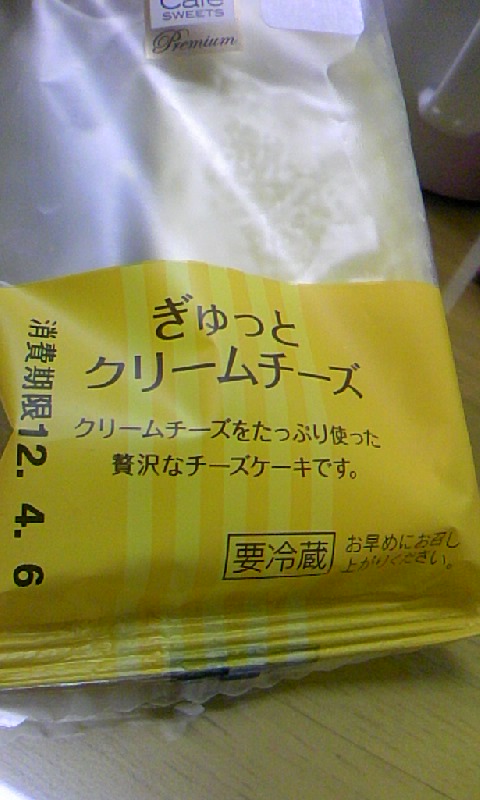 Café
SWEETS
Premium
ぎゅっと
クリームチーズ
クリームチーズをたっぷり使った
贅沢なチーズケーキです。
要冷蔵
お早めにお召し
上がりください。
消費期限12. 4. 6